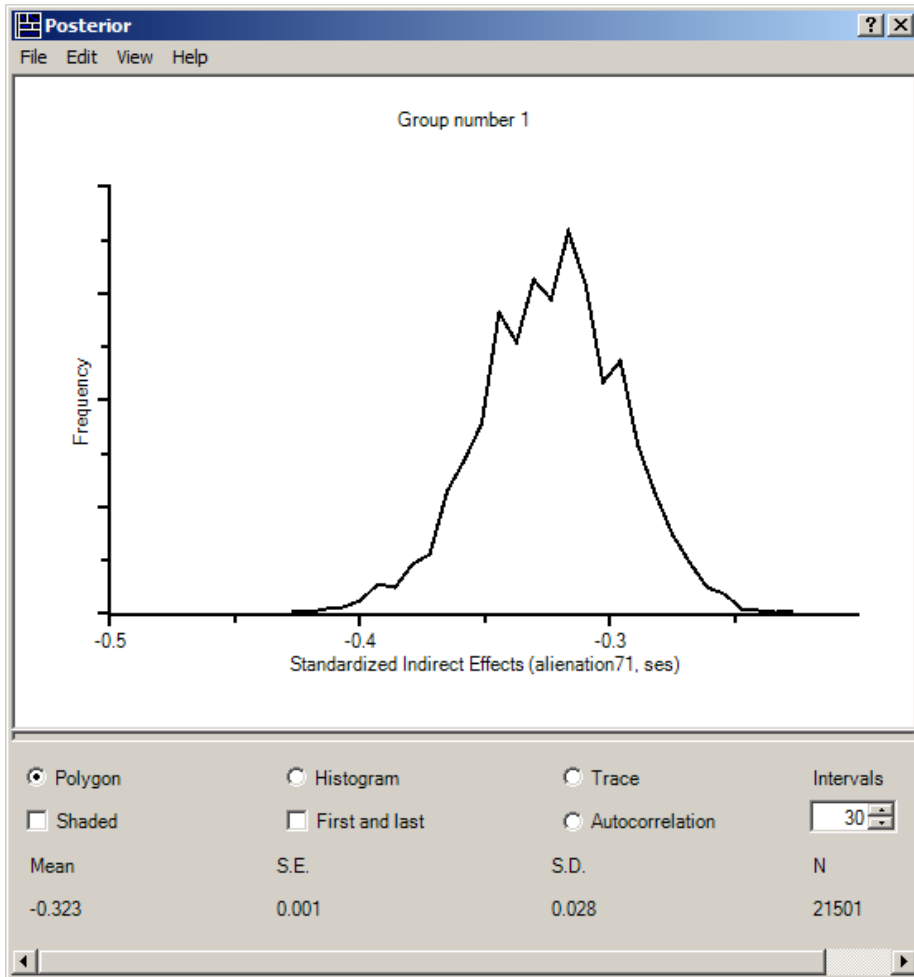 Posterior
File Edit View Help
Group number 1
Frequency
-0.5 -0.4 -0.3
Standardized Indirect Effects (alienation71, ses)
Polygon Histogram Trace Intervals
Shaded First and last Autocorrelation 30
Mean S.E. S.D. N
-0.323 0.001 0.028 21501